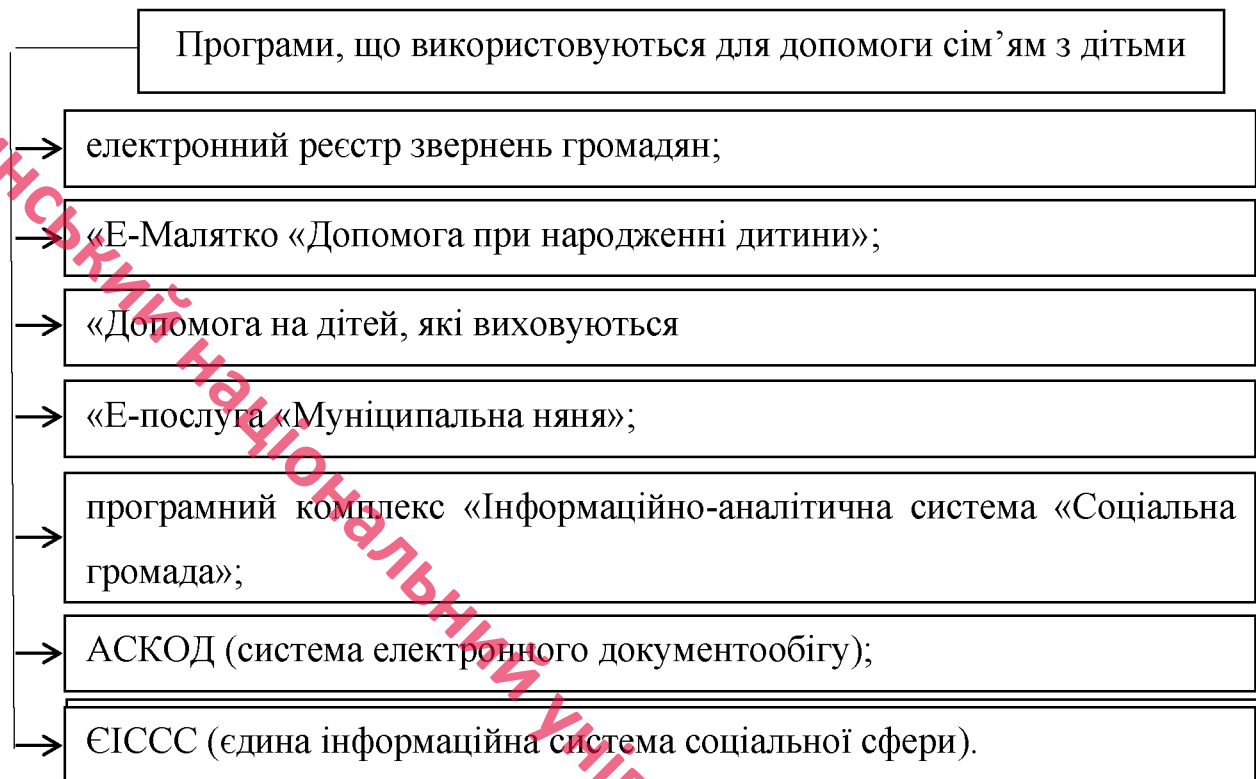 Програми, що використовуються для допомоги сім’ям з дітьми
електронний реєстр звернень громадян;
«Е-Малятко «Допомога при народженні дитини»;
«Допомога на дітей, які виховуються
«Е-послуга «Муніципальна няня»;
програмний комплекс «Інформаційно-аналітична система «Соціальна
громада»;
АСКОД (система електронного документообігу);
ЄІССС (єдина інформаційна система соціальної сфери).
національний